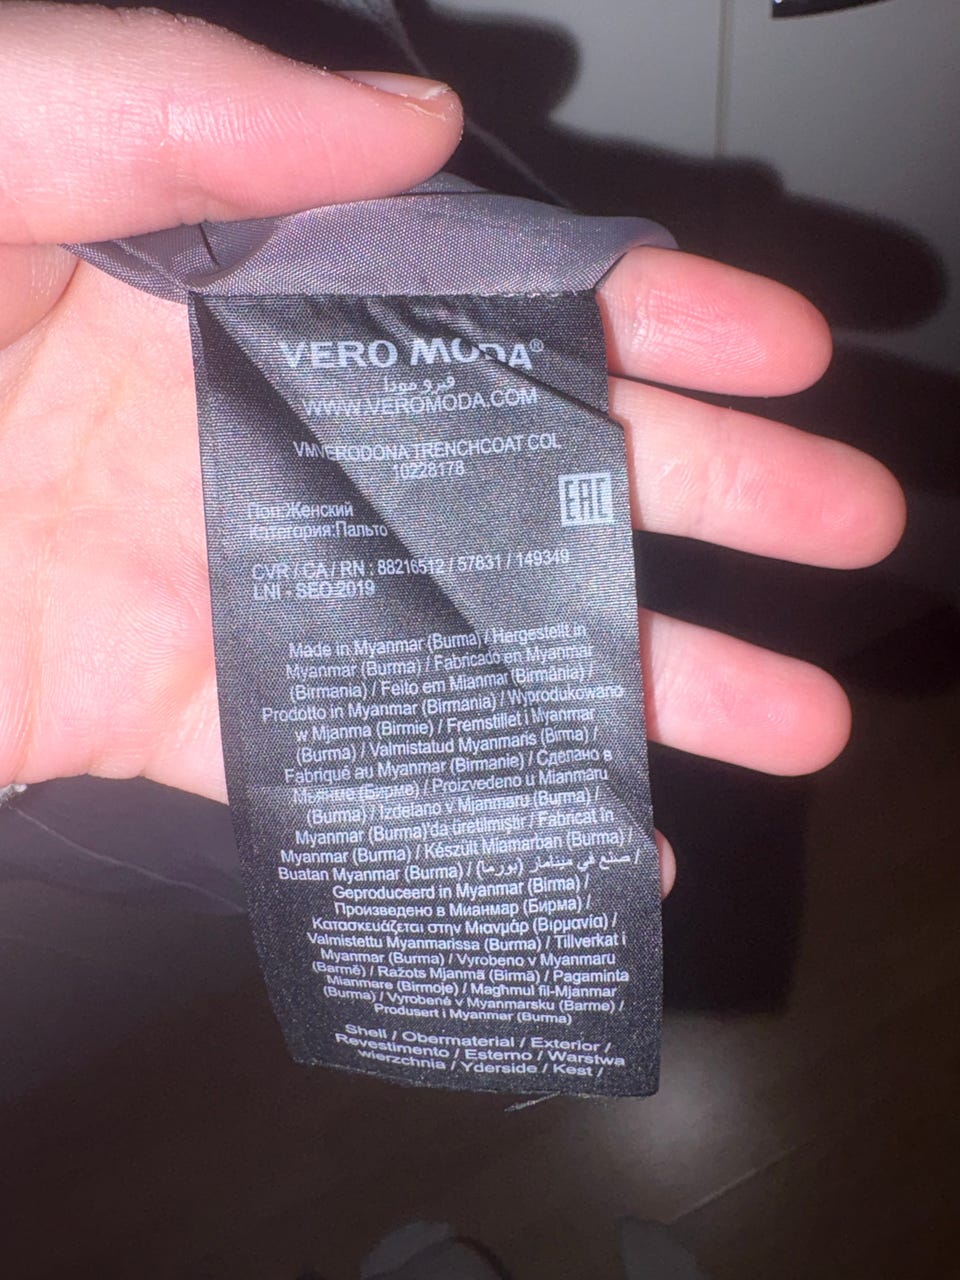 VERO MODA®
فيرو مودا
WWW.VEROMODA.COM
VMVERODONA TRENCHCOAT COL
10228178
EAC
Пол:Женский
Категория:Пальто
CVR / CA / RN : 88216512 / 57831 / 149349
LNI - SEO:2019
Made in Myanmar (Burma) / Hergestellt in
Myanmar (Burma) / Fabricado en Myanmar
(Birmania) / Feito em Mianmar (Birmânia) /
Prodotto in Myanmar (Birmania) / Wyprodukowano
w Mjanma (Birmie) / Fremstillet i Myanmar
(Burma) / Valmistatud Myanmaris (Birma) /
Fabriqué au Myanmar (Birmanie) / Сделано в
Мьянме (Бирме) / Proizvedeno u Mianmaru
(Burma) / Izdelano v Mjanmaru (Burma) /
Myanmar (Burma)'da üretilmiştir / Fabricat în
Myanmar (Burma) / Készült Miamarban (Burma) /
Buatan Myanmar (Burma) / صنع في ميانمار (بورما) /
Geproduceerd in Myanmar (Birma) /
Произведено в Мианмар (Бирма) /
Κατασκευάζεται στην Μιανμάρ (Βιρμανία) /
Valmistettu Myanmarissa (Burma) / Tillverkat i
Myanmar (Burma) / Vyrobeno v Myanmaru
(Barmě) / Ražots Mjanmā (Birmā) / Pagaminta
Mianmare (Birmoje) / Magħmul fil-Mjanmar
(Burma) / Vyrobené v Myanmarsku (Barme) /
Produsert i Myanmar (Burma)
Shell / Obermaterial / Exterior /
Revestimento / Esterno / Warstwa
wierzchnia / Yderside / Kest /